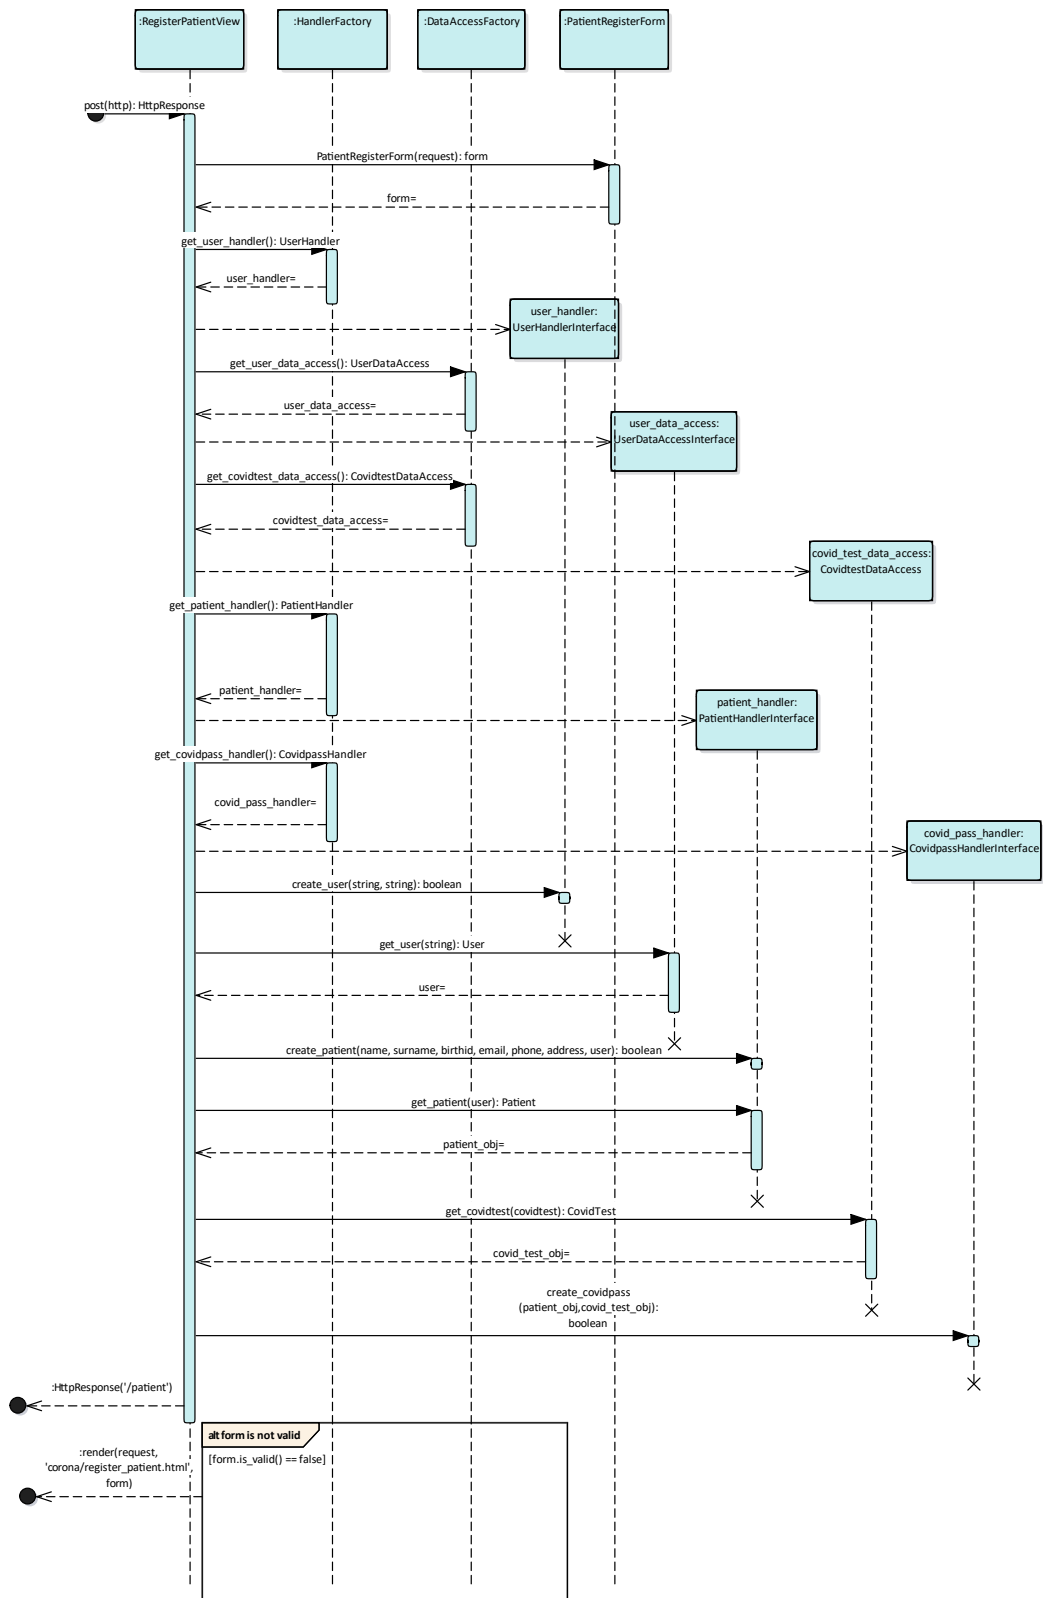 :RegisterPatientView
:HandlerFactory
:DataAccessFactory
:PatientRegisterForm
post(http): HttpResponse
PatientRegisterForm(request): form
form=
get_user_handler(): UserHandler
user_handler=
user_handler:
UserHandlerInterface
get_user_data_access(): UserDataAccess
user_data_access=
user_data_access:
UserDataAccessInterface
get_covidtest_data_access(): CovidtestDataAccess
covidtest_data_access=
covid_test_data_access:
CovidtestDataAccess
get_patient_handler(): PatientHandler
patient_handler=
patient_handler:
PatientHandlerInterface
get_covidpass_handler(): CovidpassHandler
covid_pass_handler=
covid_pass_handler:
CovidpassHandlerInterface
create_user(string, string): boolean
get_user(string): User
user=
create_patient(name, surname, birthid, email, phone, address, user): boolean
get_patient(user): Patient
patient_obj=
get_covidtest(covidtest): CovidTest
covid_test_obj=
create_covidpass
(patient_obj,covid_test_obj):
boolean
:HttpResponse('/patient')
alt form is not valid
[form.is_valid() == false]
:render(request,
'corona/register_patient.html',
form)